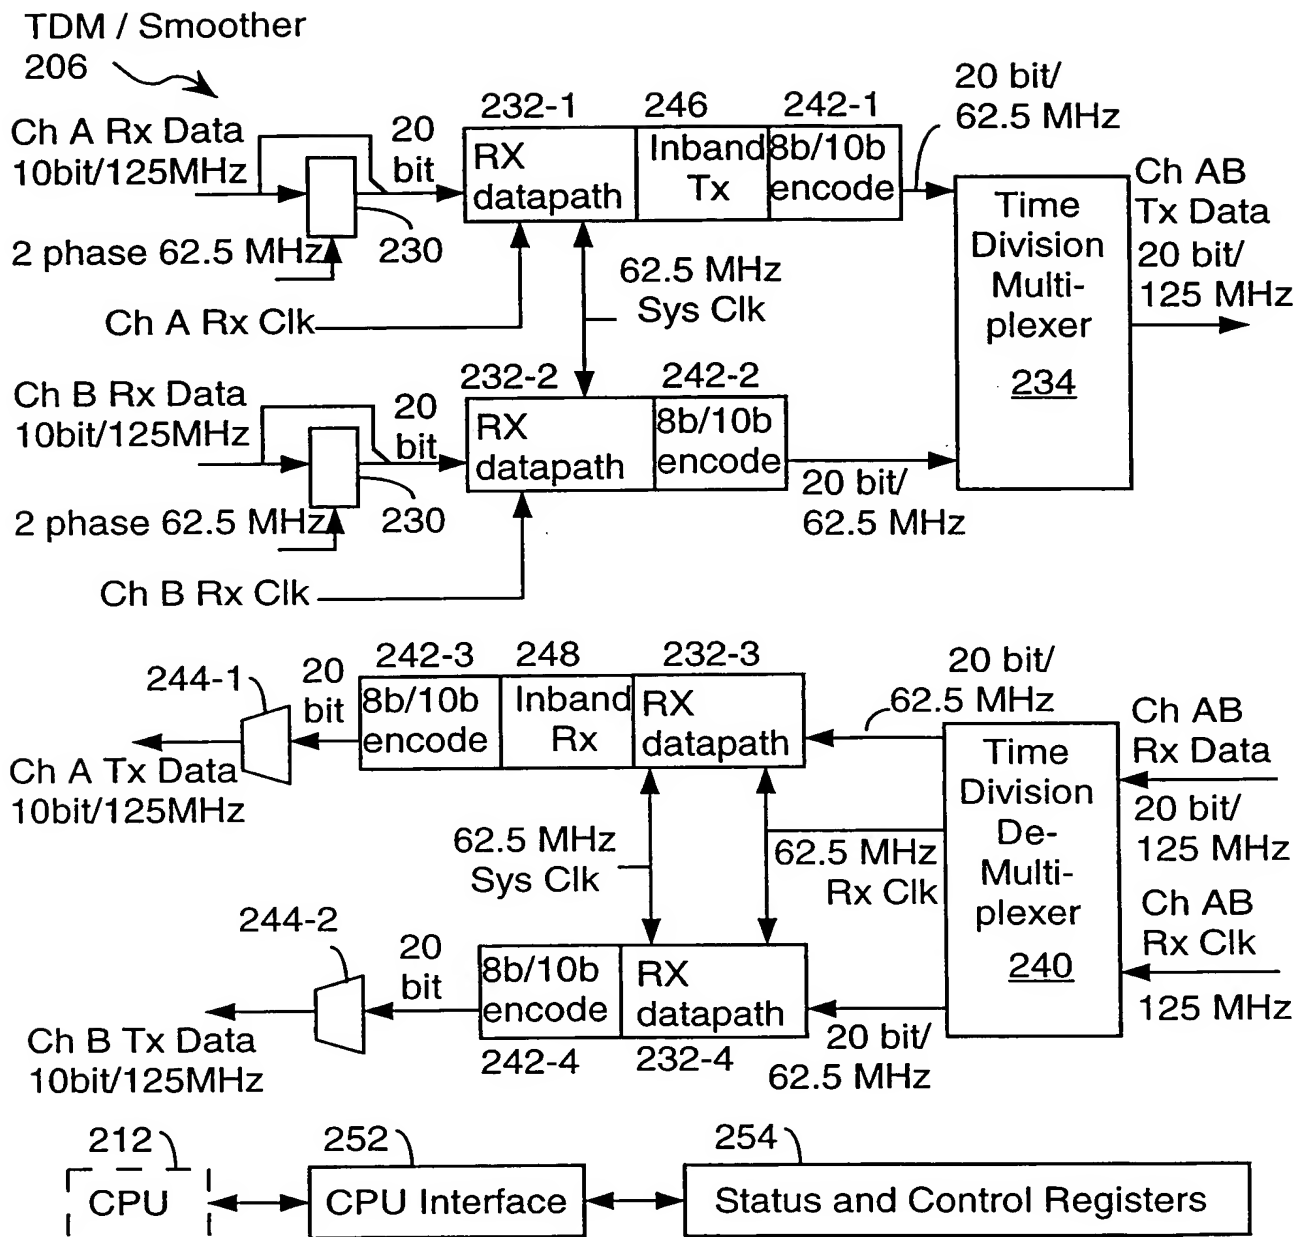 TDM / Smoother
206
Ch A Rx Data
10bit/125MHz
20
bit
232-1
246
242-1
RX
datapath
Inband
Tx
8b/10b
encode
20 bit/
62.5 MHz
2 phase 62.5 MHz
230
Ch A Rx Clk
62.5 MHz
Sys Clk
Time
Division
Multi-
plexer
234
Ch AB
Tx Data
20 bit/
125 MHz
Ch B Rx Data
10bit/125MHz
20
bit
232-2
242-2
RX
datapath
8b/10b
encode
20 bit/
62.5 MHz
2 phase 62.5 MHz
230
Ch B Rx Clk
244-1
20
bit
242-3
248
232-3
8b/10b
encode
Inband
Rx
RX
datapath
20 bit/
62.5 MHz
Ch A Tx Data
10bit/125MHz
62.5 MHz
Sys Clk
62.5 MHz
Rx Clk
Time
Division
De-
Multi-
plexer
240
Ch AB
Rx Data
20 bit/
125 MHz
Ch AB
Rx Clk
125 MHz
244-2
20
bit
8b/10b
encode
RX
datapath
242-4
232-4
20 bit/
62.5 MHz
Ch B Tx Data
10bit/125MHz
212
252
254
CPU
CPU Interface
Status and Control Registers